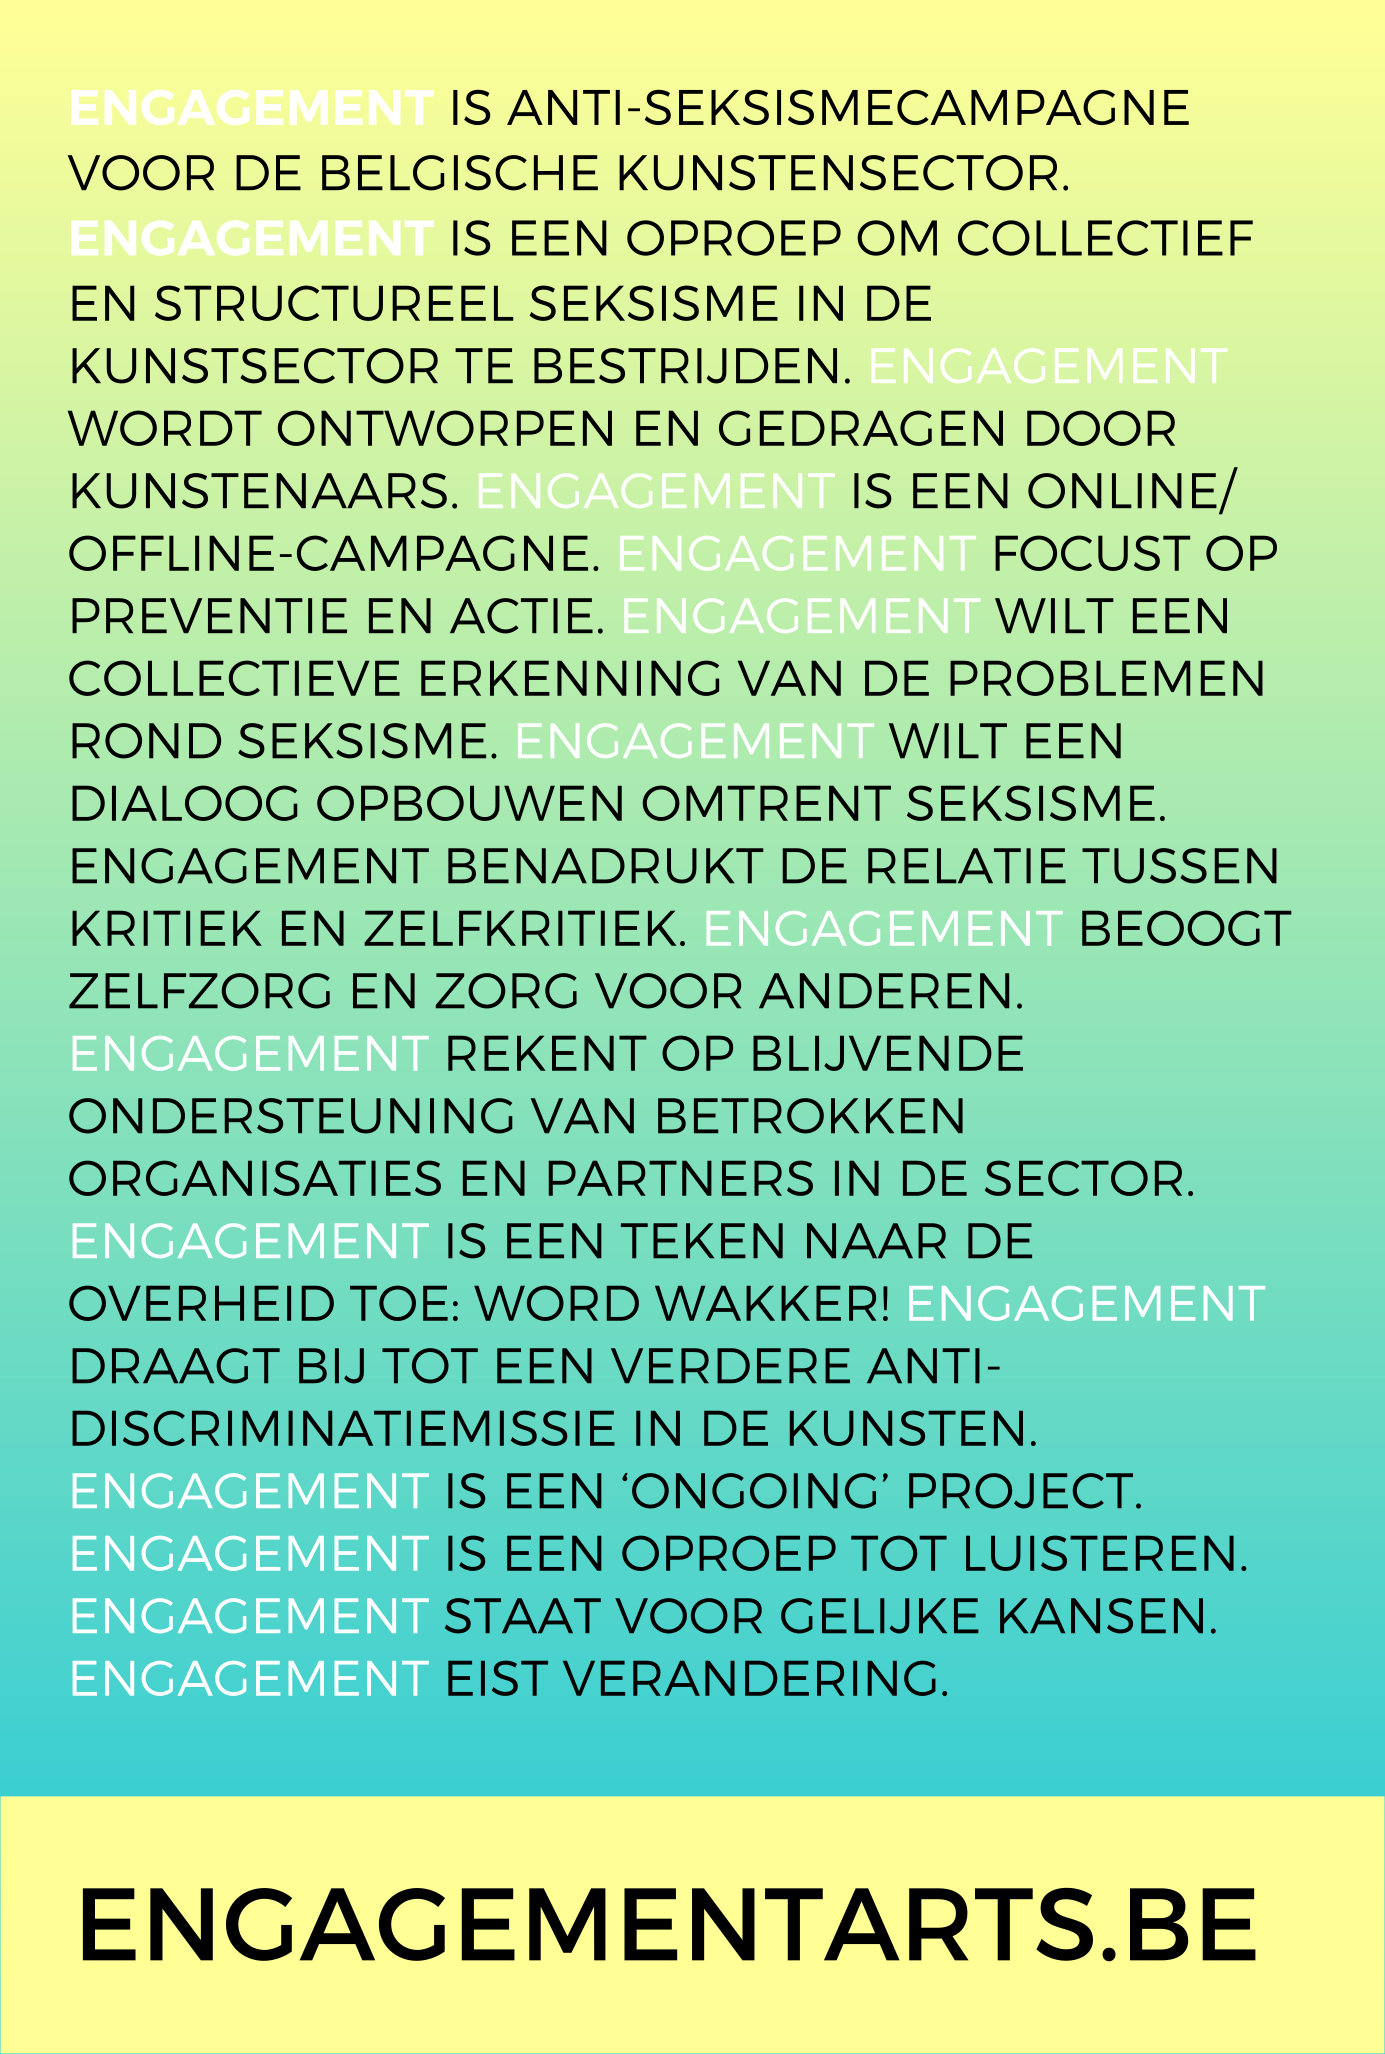 ENGAGEMENT IS ANTI-SEKSISMECAMPAGNE
VOOR DE BELGISCHE KUNSTENSECTOR.
ENGAGEMENT IS EEN OPROEP OM COLLECTIEF
EN STRUCTUREEL SEKSISME IN DE
KUNSTSECTOR TE BESTRIJDEN. ENGAGEMENT
WORDT ONTWORPEN EN GEDRAGEN DOOR
KUNSTENAARS. ENGAGEMENT IS EEN ONLINE/
OFFLINE-CAMPAGNE. ENGAGEMENT FOCUST OP
PREVENTIE EN ACTIE. ENGAGEMENT WILT EEN
COLLECTIEVE ERKENNING VAN DE PROBLEMEN
ROND SEKSISME. ENGAGEMENT WILT EEN
DIALOOG OPBOUWEN OMTRENT SEKSISME.
ENGAGEMENT BENADRUKT DE RELATIE TUSSEN
KRITIEK EN ZELFKRITIEK. ENGAGEMENT BEOOGT
ZELFZORG EN ZORG VOOR ANDEREN.
ENGAGEMENT REKENT OP BLIJVENDE
ONDERSTEUNING VAN BETROKKEN
ORGANISATIES EN PARTNERS IN DE SECTOR.
ENGAGEMENT IS EEN TEKEN NAAR DE
OVERHEID TOE: WORD WAKKER! ENGAGEMENT
DRAAGT BIJ TOT EEN VERDERE ANTI-
DISCRIMINATIEMISSIE IN DE KUNSTEN.
ENGAGEMENT IS EEN ‘ONGOING’ PROJECT.
ENGAGEMENT IS EEN OPROEP TOT LUISTEREN.
ENGAGEMENT STAAT VOOR GELIJKE KANSEN.
ENGAGEMENT EIST VERANDERING.
ENGAGEMENTARTS.BE